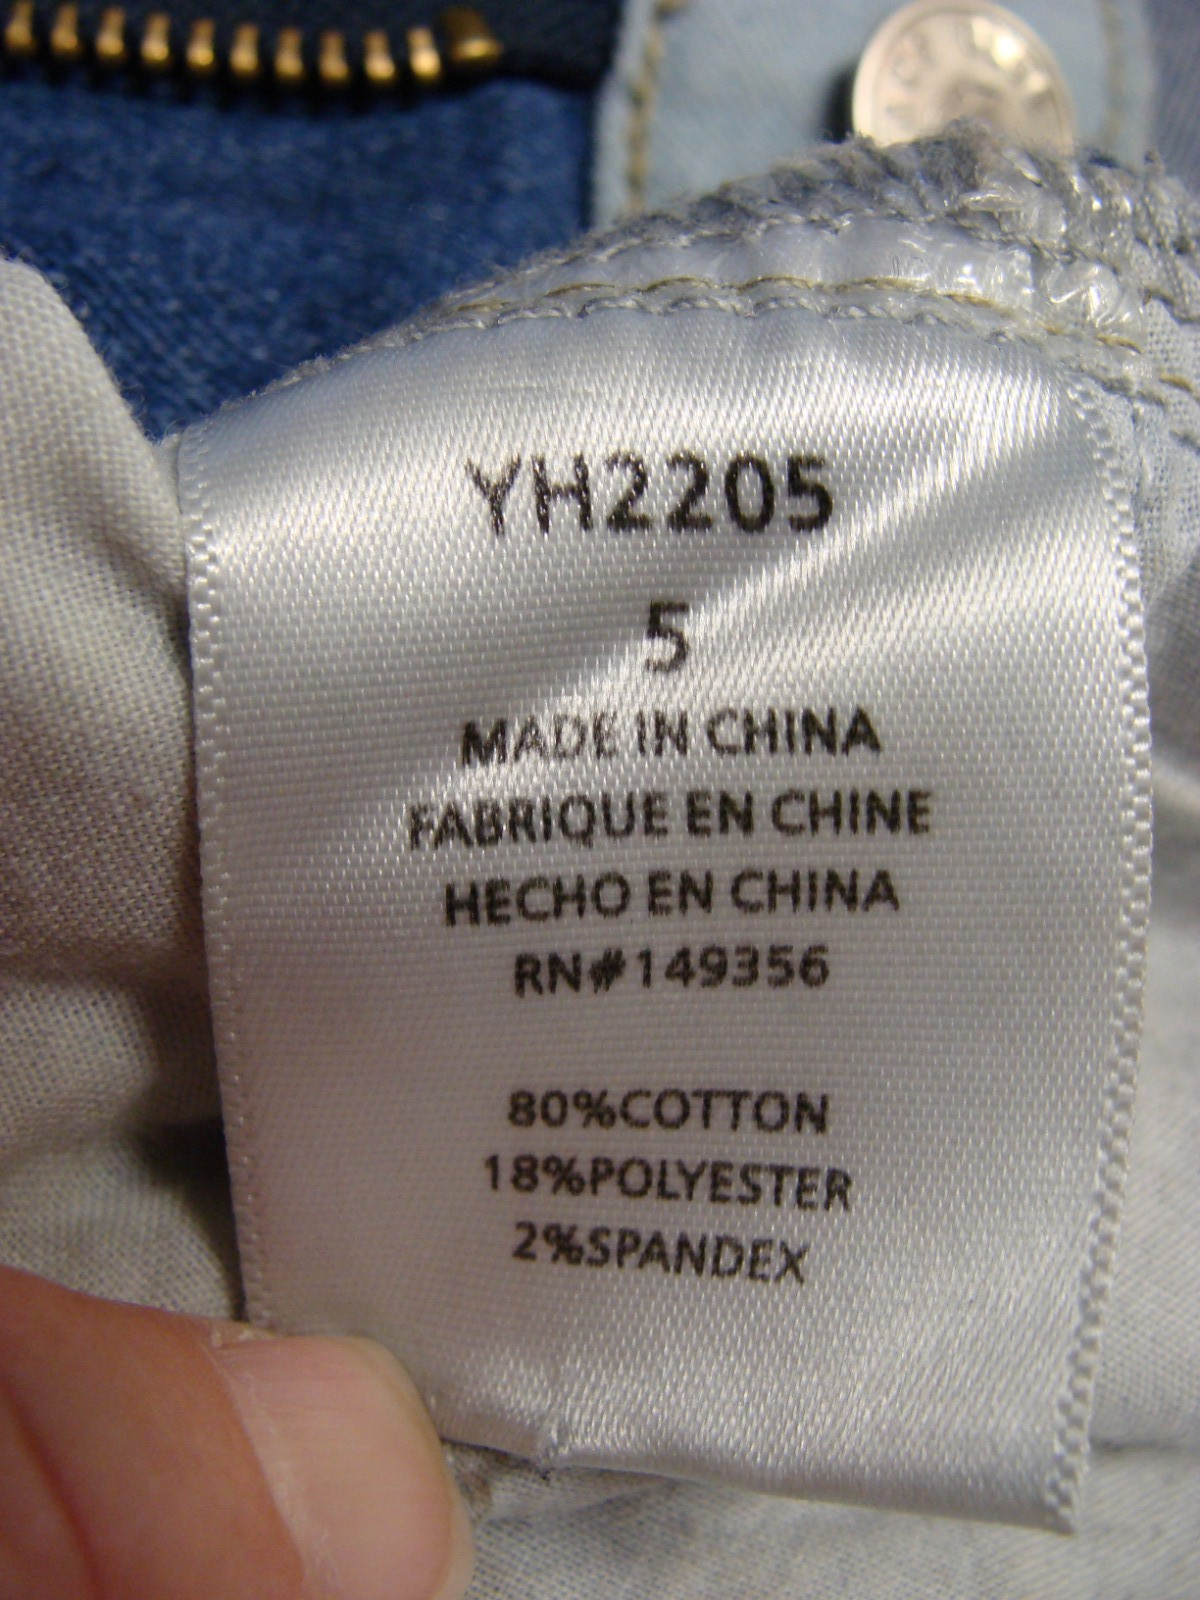 YH2205
5
MADE IN CHINA
FABRIQUE EN CHINE
HECHO EN CHINA
RN#149356
80%COTTON
18%POLYESTER
2%SPANDEX